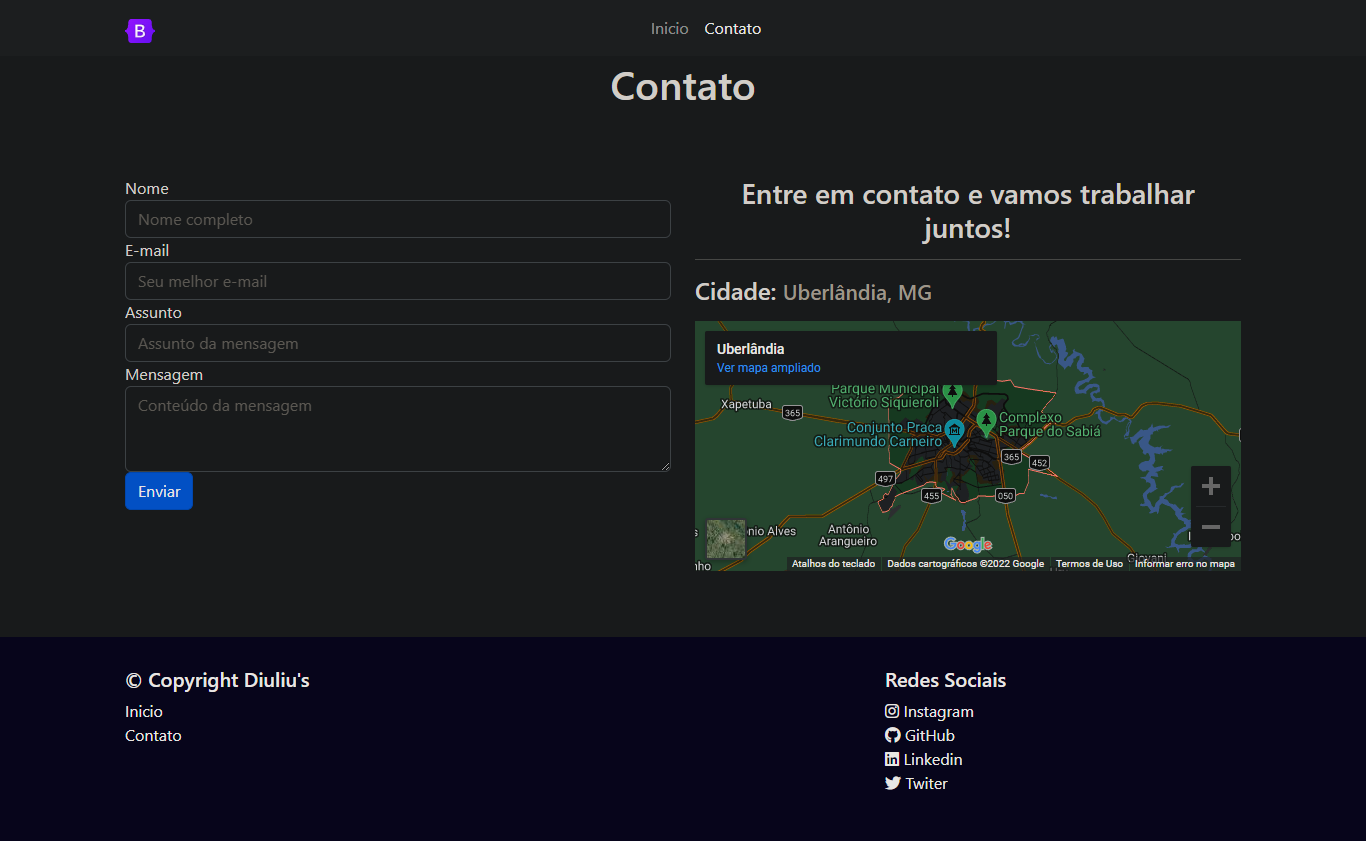 B
Inicio Contato
Contato
Nome
Nome completo
E-mail
Seu melhor e-mail
Assunto
Assunto da mensagem
Mensagem
Conteúdo da mensagem
Enviar
Entre em contato e vamos trabalhar
juntos!
Cidade: Uberlândia, MG
Uberlândia
Ver mapa ampliado
Parque Municipal
Victório Siquieroli
Xapetuba
365
Complexo
Parque do Sabiá
Conjunto Praca
Clarimundo Carneiro
365
452
497
455
050
+
−
nio Alves
Antônio
Arangueiro
Google
Giovani
nho
Atalhos do teclado
Dados cartográficos ©2022 Google
Termos de Uso
Informar erro no mapa
© Copyright Diuliu's
Inicio
Contato
Redes Sociais
Instagram
GitHub
Linkedin
Twiter